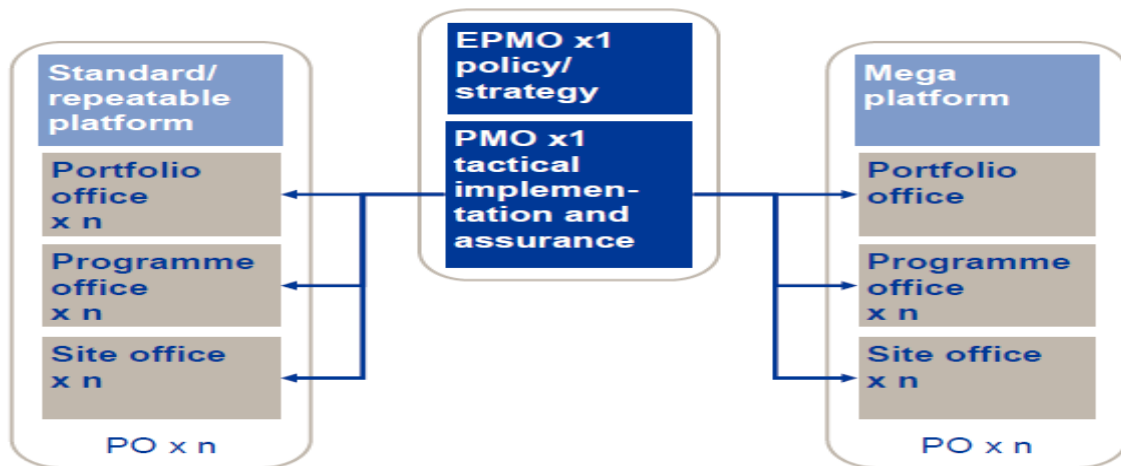 Standard/
repeatable
platform
Portfolio
office
x n
Programme
office
x n
Site office
x n
PO x n
EPMO x1
policy/
strategy
PMO x1
tactical
implemen-
tation and
assurance
Mega
platform
Portfolio
office
Programme
office
x n
Site office
x n
PO x n